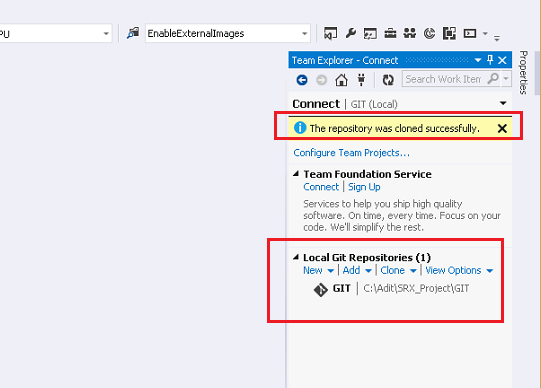 PU
EnableExternalImages
Team Explorer - Connect
Search Work Item
Connect | GIT (Local)
The repository was cloned successfully.
Configure Team Projects...
Team Foundation Service
Connect | Sign Up
Services to help you ship high quality
software. On time, every time. Focus on your
code. We'll simplify the rest.
Local Git Repositories (1)
New | Add | Clone | View Options
GIT | C:\Adit\SRX_Project\GIT
Properties